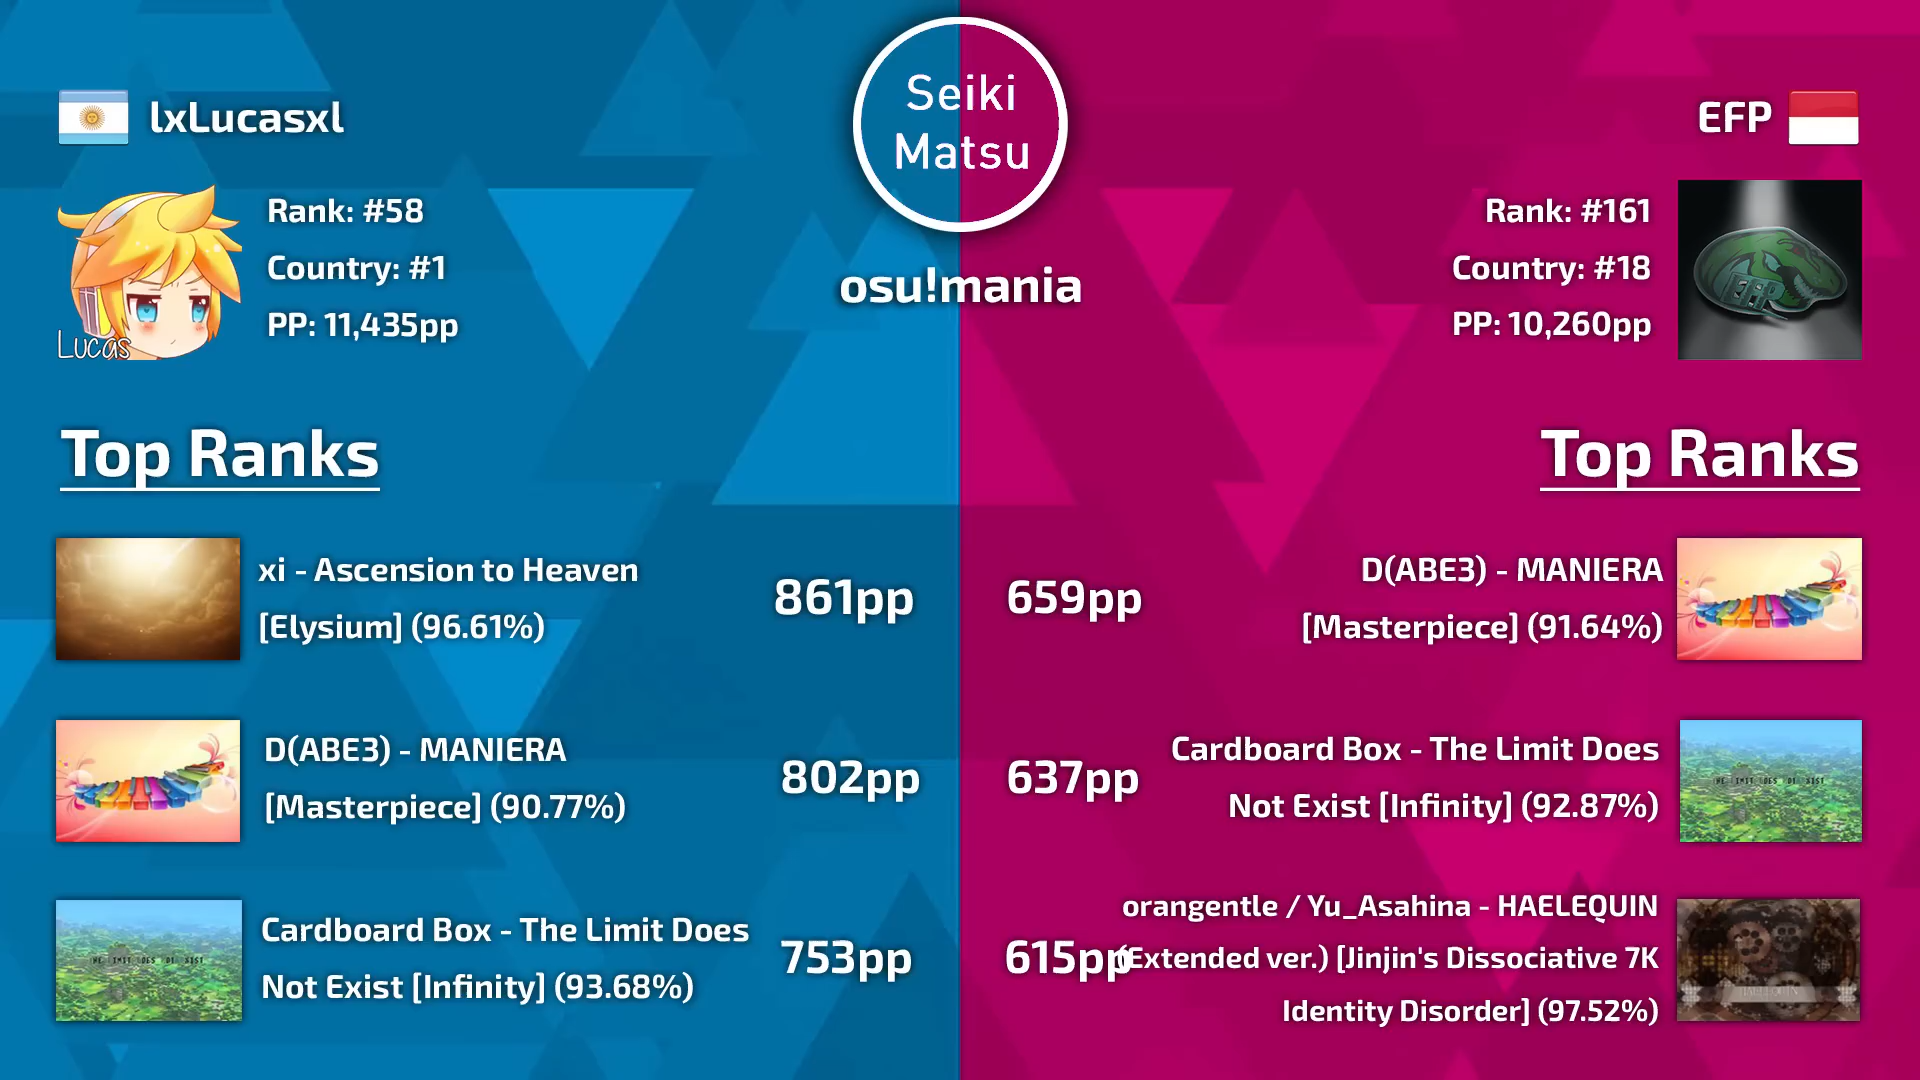 Seiki
Matsu
osu!mania
lxLucasxl
Rank: #58
Country: #1
PP: 11,435pp
Lucas
Top Ranks
xi - Ascension to Heaven
[Elysium] (96.61%)
861pp
D(ABE3) - MANIERA
[Masterpiece] (90.77%)
802pp
Cardboard Box - The Limit Does
Not Exist [Infinity] (93.68%)
753pp
EFP
Rank: #161
Country: #18
PP: 10,260pp
EFP
Top Ranks
659pp
D(ABE3) - MANIERA
[Masterpiece] (91.64%)
637pp
Cardboard Box - The Limit Does
Not Exist [Infinity] (92.87%)
615pp
orangentle / Yu_Asahina - HAELEQUIN
(Extended ver.) [Jinjin's Dissociative 7K
Identity Disorder] (97.52%)